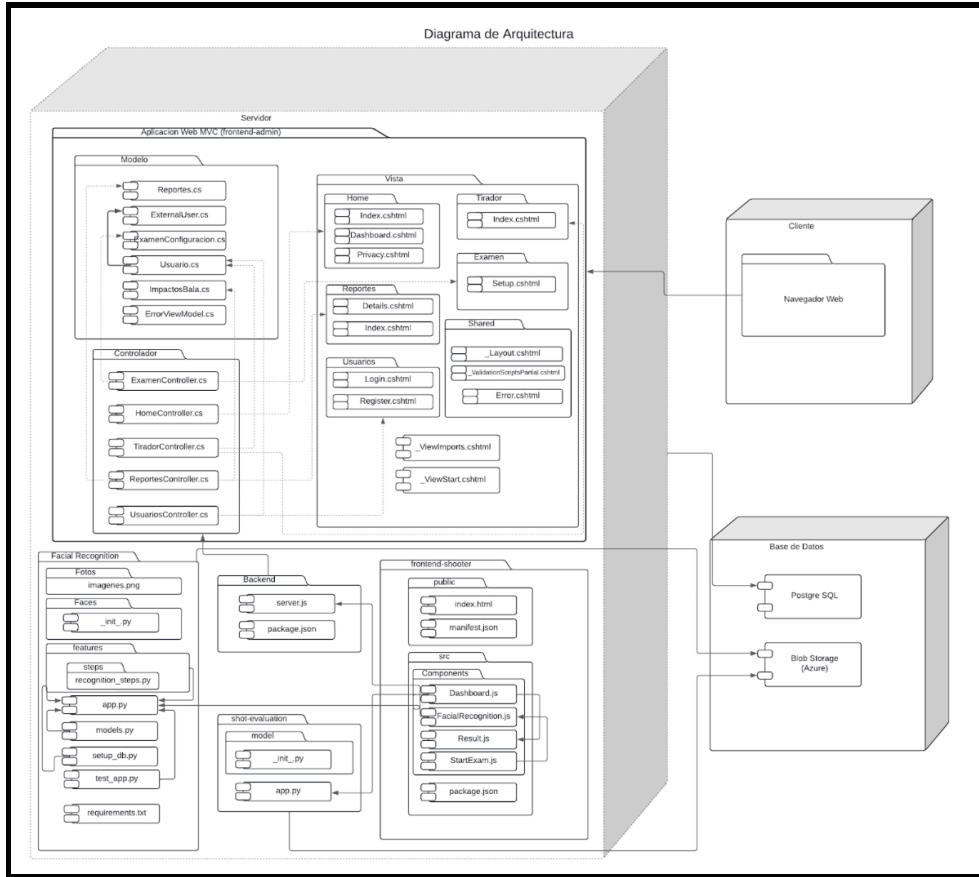 Diagrama de Arquitectura
Servidor
Aplicacion Web MVC (frontend-admin)
Modelo
Reportes.cs
ExternalUser.cs
ExamenConfiguracion.cs
Usuario.cs
ImpactosBala.cs
ErrorViewModel.cs
Controlador
ExamenController.cs
HomeController.cs
TiradorController.cs
ReportesController.cs
UsuariosController.cs
Vista
Home
Index.cshtml
Dashboard.cshtml
Privacy.cshtml
Tirador
Index.cshtml
Examen
Setup.cshtml
Reportes
Details.cshtml
Index.cshtml
Shared
_Layout.cshtml
_ValidationScriptsPartial.cshtml
Error.cshtml
Usuarios
Login.cshtml
Register.cshtml
_ViewImports.cshtml
_ViewStart.cshtml
Cliente
Navegador Web
Facial Recognition
Fotos
imagenes.png
Faces
_init_.py
features
steps
recognition_steps.py
app.py
models.py
setup_db.py
test_app.py
requirements.txt
Backend
server.js
package.json
shot-evaluation
model
_init_.py
app.py
frontend-shooter
public
index.html
manifest.json
src
Components
Dashboard.js
FacialRecognition.js
Result.js
StartExam.js
package.json
Base de Datos
Postgre SQL
Blob Storage
(Azure)